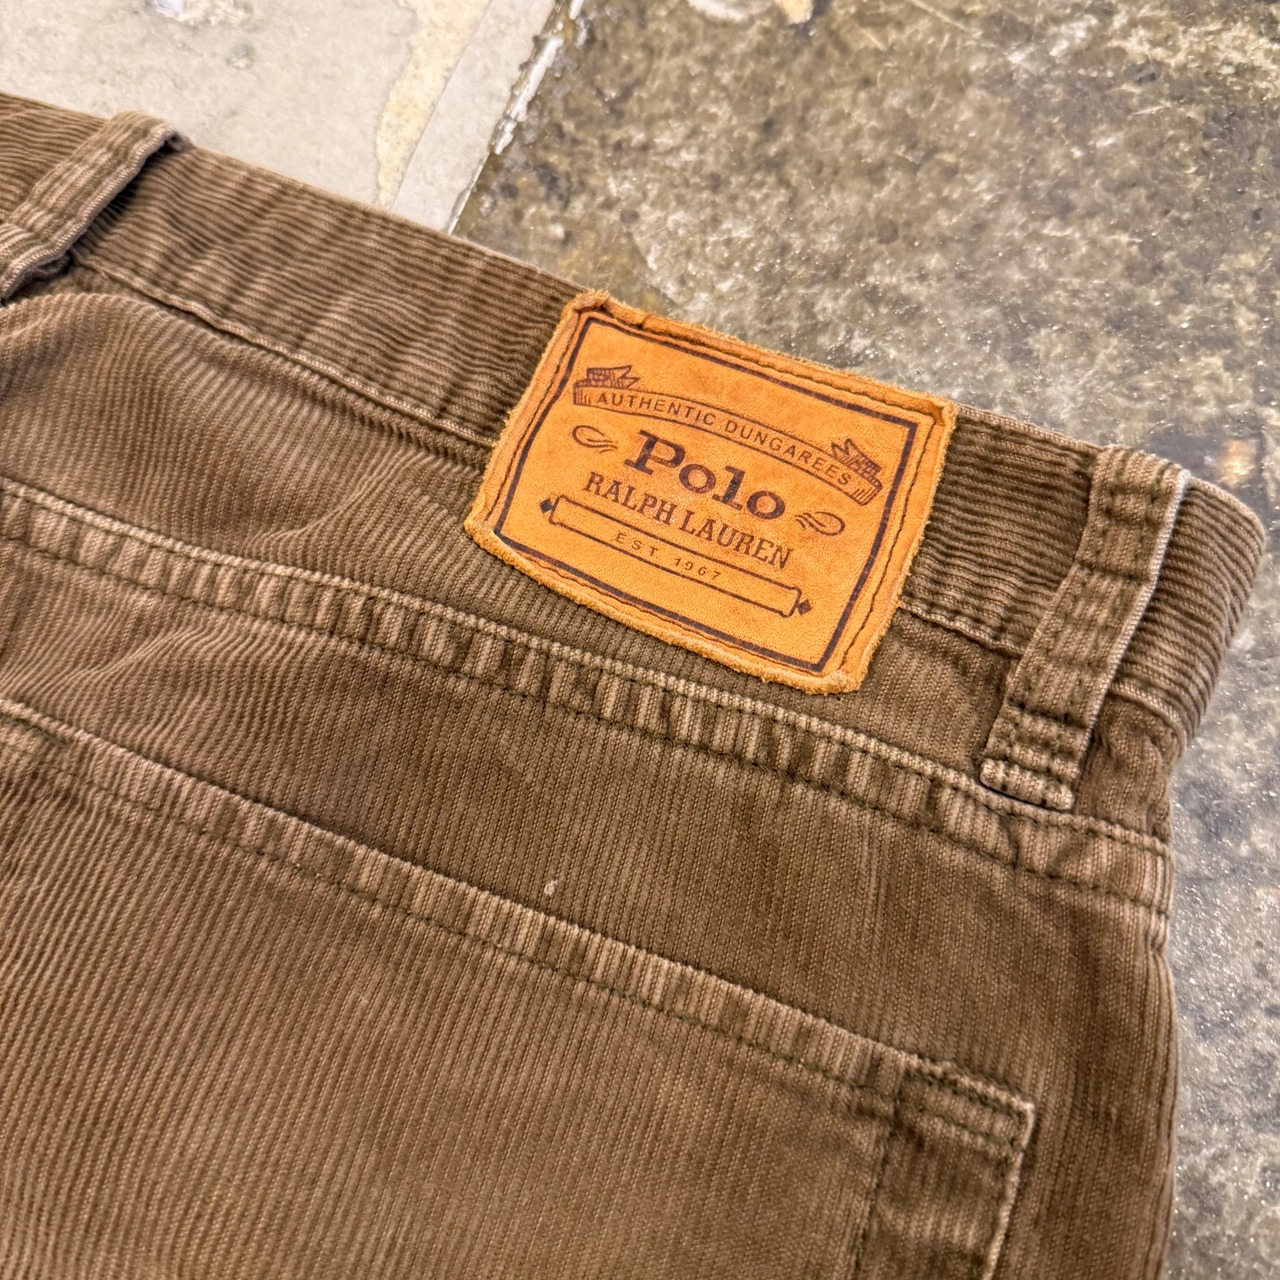 AUTHENTIC DUNGAREES
Polo
RALPH LAUREN
EST 1967